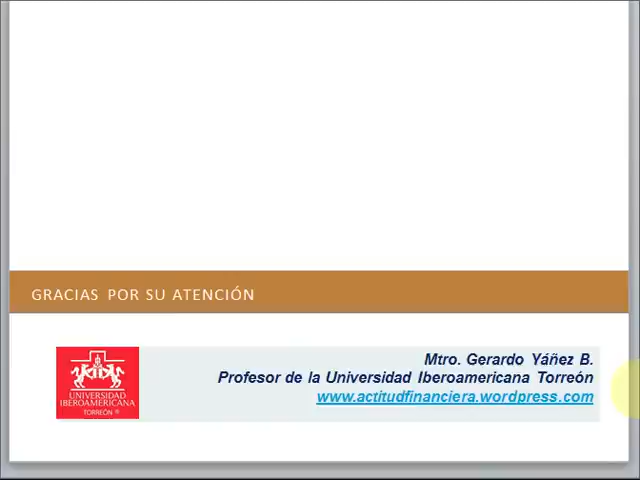 GRACIAS POR SU ATENCIÓN
Mtro. Gerardo Yáñez B.
Profesor de la Universidad Iberoamericana Torreón
www.actitudfinanciera.wordpress.com
UNIVERSIDAD
IBEROAMERICANA
TORREÓN ®